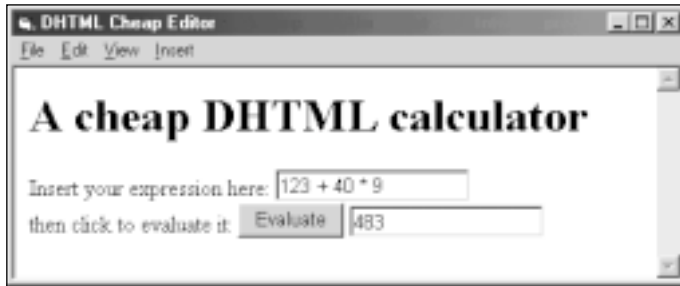 DHTML Cheap Editor
File Edit View Insert
A cheap DHTML calculator
Insert your expression here: 123 + 40 * 9
then click to evaluate it: Evaluate 483